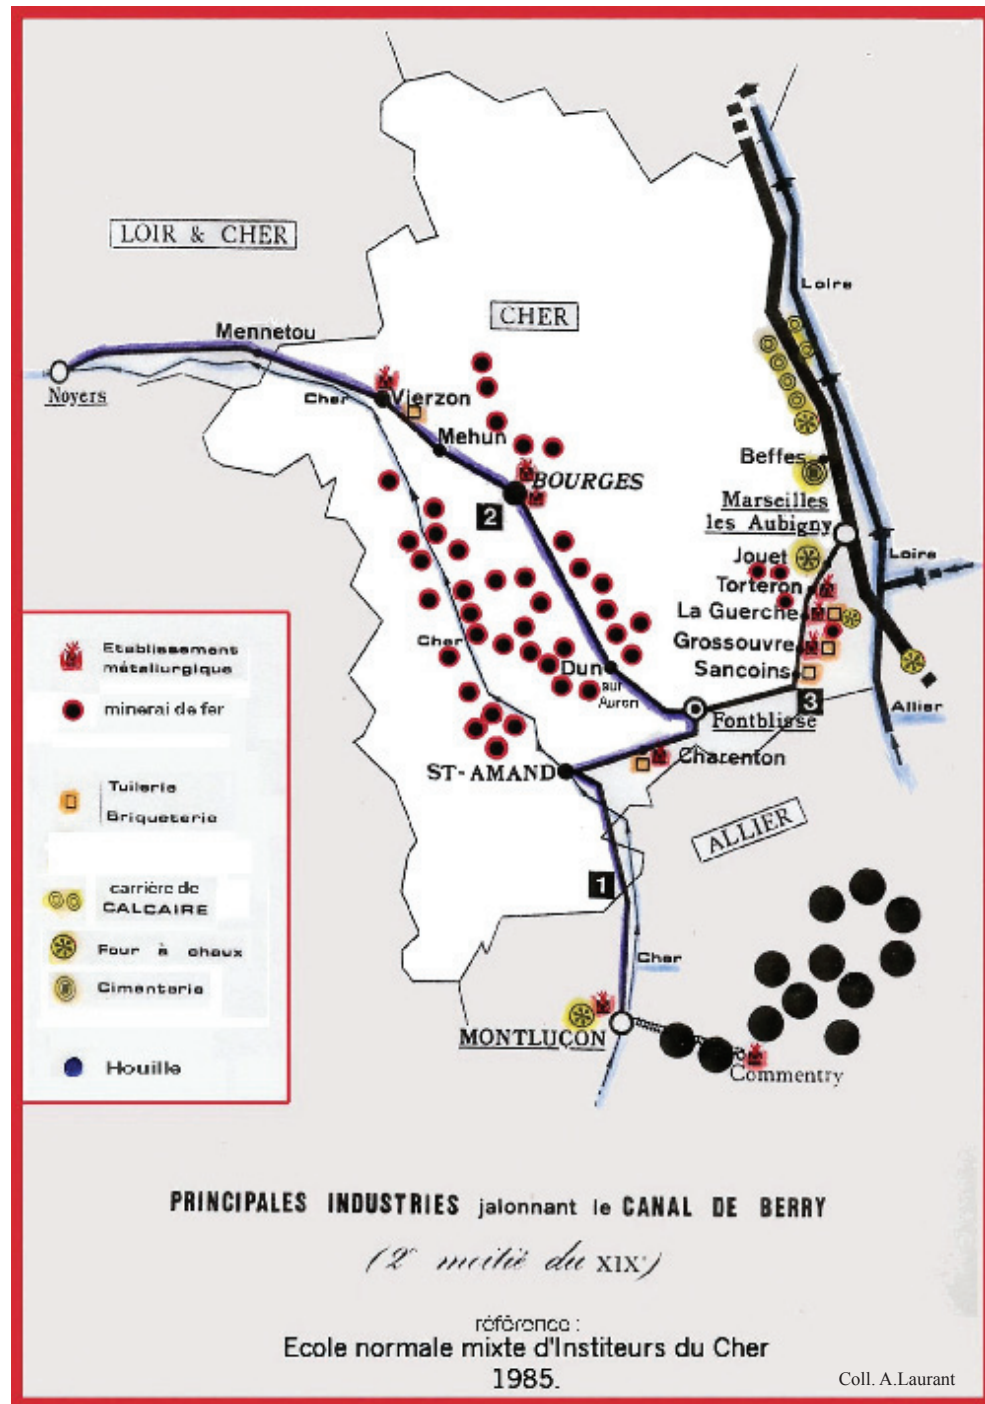 LOIR & CHER
CHER
Loire
Mennetou
Noyers
Cher
Vierzon
Mehun
BOURGES
2
Beffes
Marseilles
les Aubigny
Jouet
Loire
Torteron
La Guerche
Grossouvre
Sancoins
3
Allier
Cher
Dun
sur
Auron
Fontblisse
Charenton
ST-AMAND
ALLIER
1
Cher
MONTLUÇON
Commentry
Etablissement
métallurgique
minerai de fer
Tuilerie
Briqueterie
carrière de
CALCAIRE
Four à chaux
Cimenterie
Houille
PRINCIPALES INDUSTRIES jalonnant le CANAL DE BERRY
(2e moitié du XIXe)
référence :
Ecole normale mixte d'Institeurs du Cher
1985.
Coll. A.Laurant